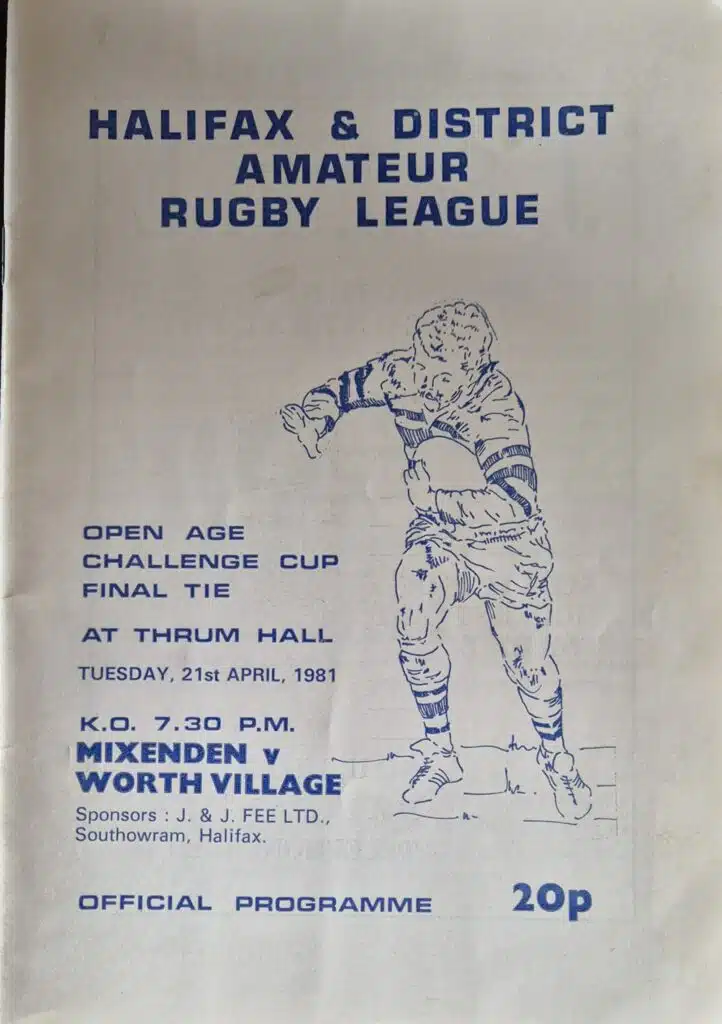 HALIFAX & DISTRICT
AMATEUR
RUGBY LEAGUE
OPEN AGE
CHALLENGE CUP
FINAL TIE
AT THRUM HALL
TUESDAY, 21st APRIL, 1981
K.O. 7.30 P.M.
MIXENDEN v
WORTH VILLAGE
Sponsors : J. & J. FEE LTD.,
Southowram, Halifax.
OFFICIAL PROGRAMME 20p